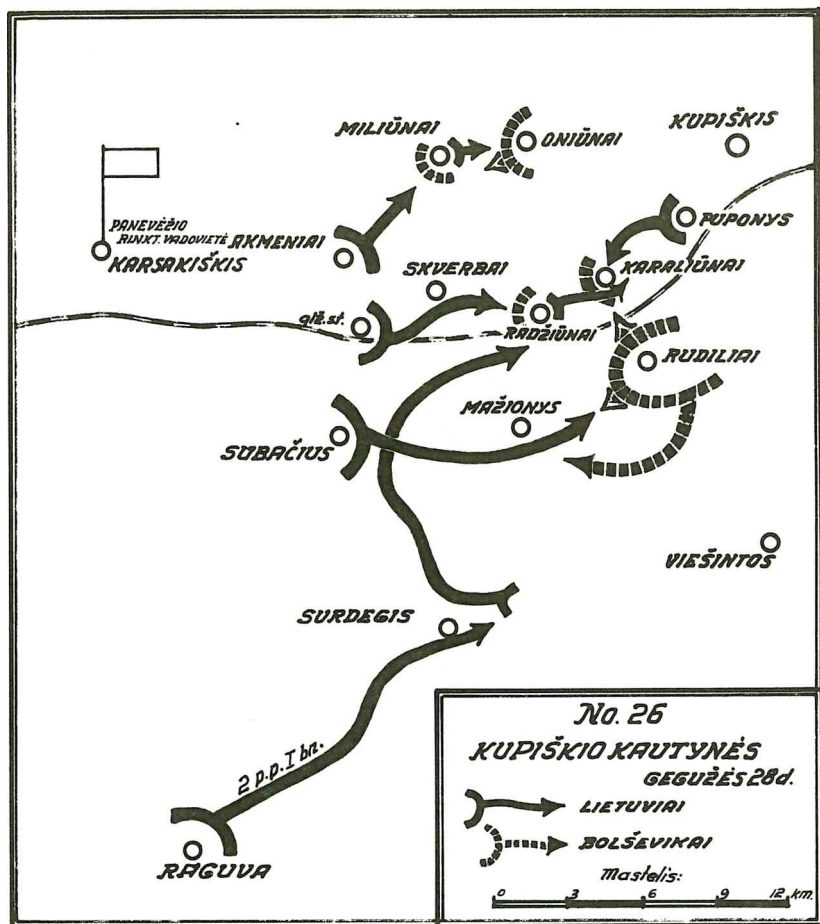 MILIŪNAI
ONIŪNAI
KUPIŠKIS
PANEVĖŽIO
RINKT. VADOVIETĖ
AKMENIAI
KARSAKIŠKIS
PUPONYS
SKVERBAI
KARALIŪNAI
glž.st.
RADŽIŪNAI
RUDILIAI
MAŽIONYS
SUBAČIUS
VIEŠINTOS
SURDEGIS
2 p.p. I bn.
RAGUVA
No. 26
KUPIŠKIO KAUTYNĖS
GEGUŽĖS 28d.
LIETUVIAI
BOLŠEVIKAI
Mastelis:
0 3 6 9 12 km.